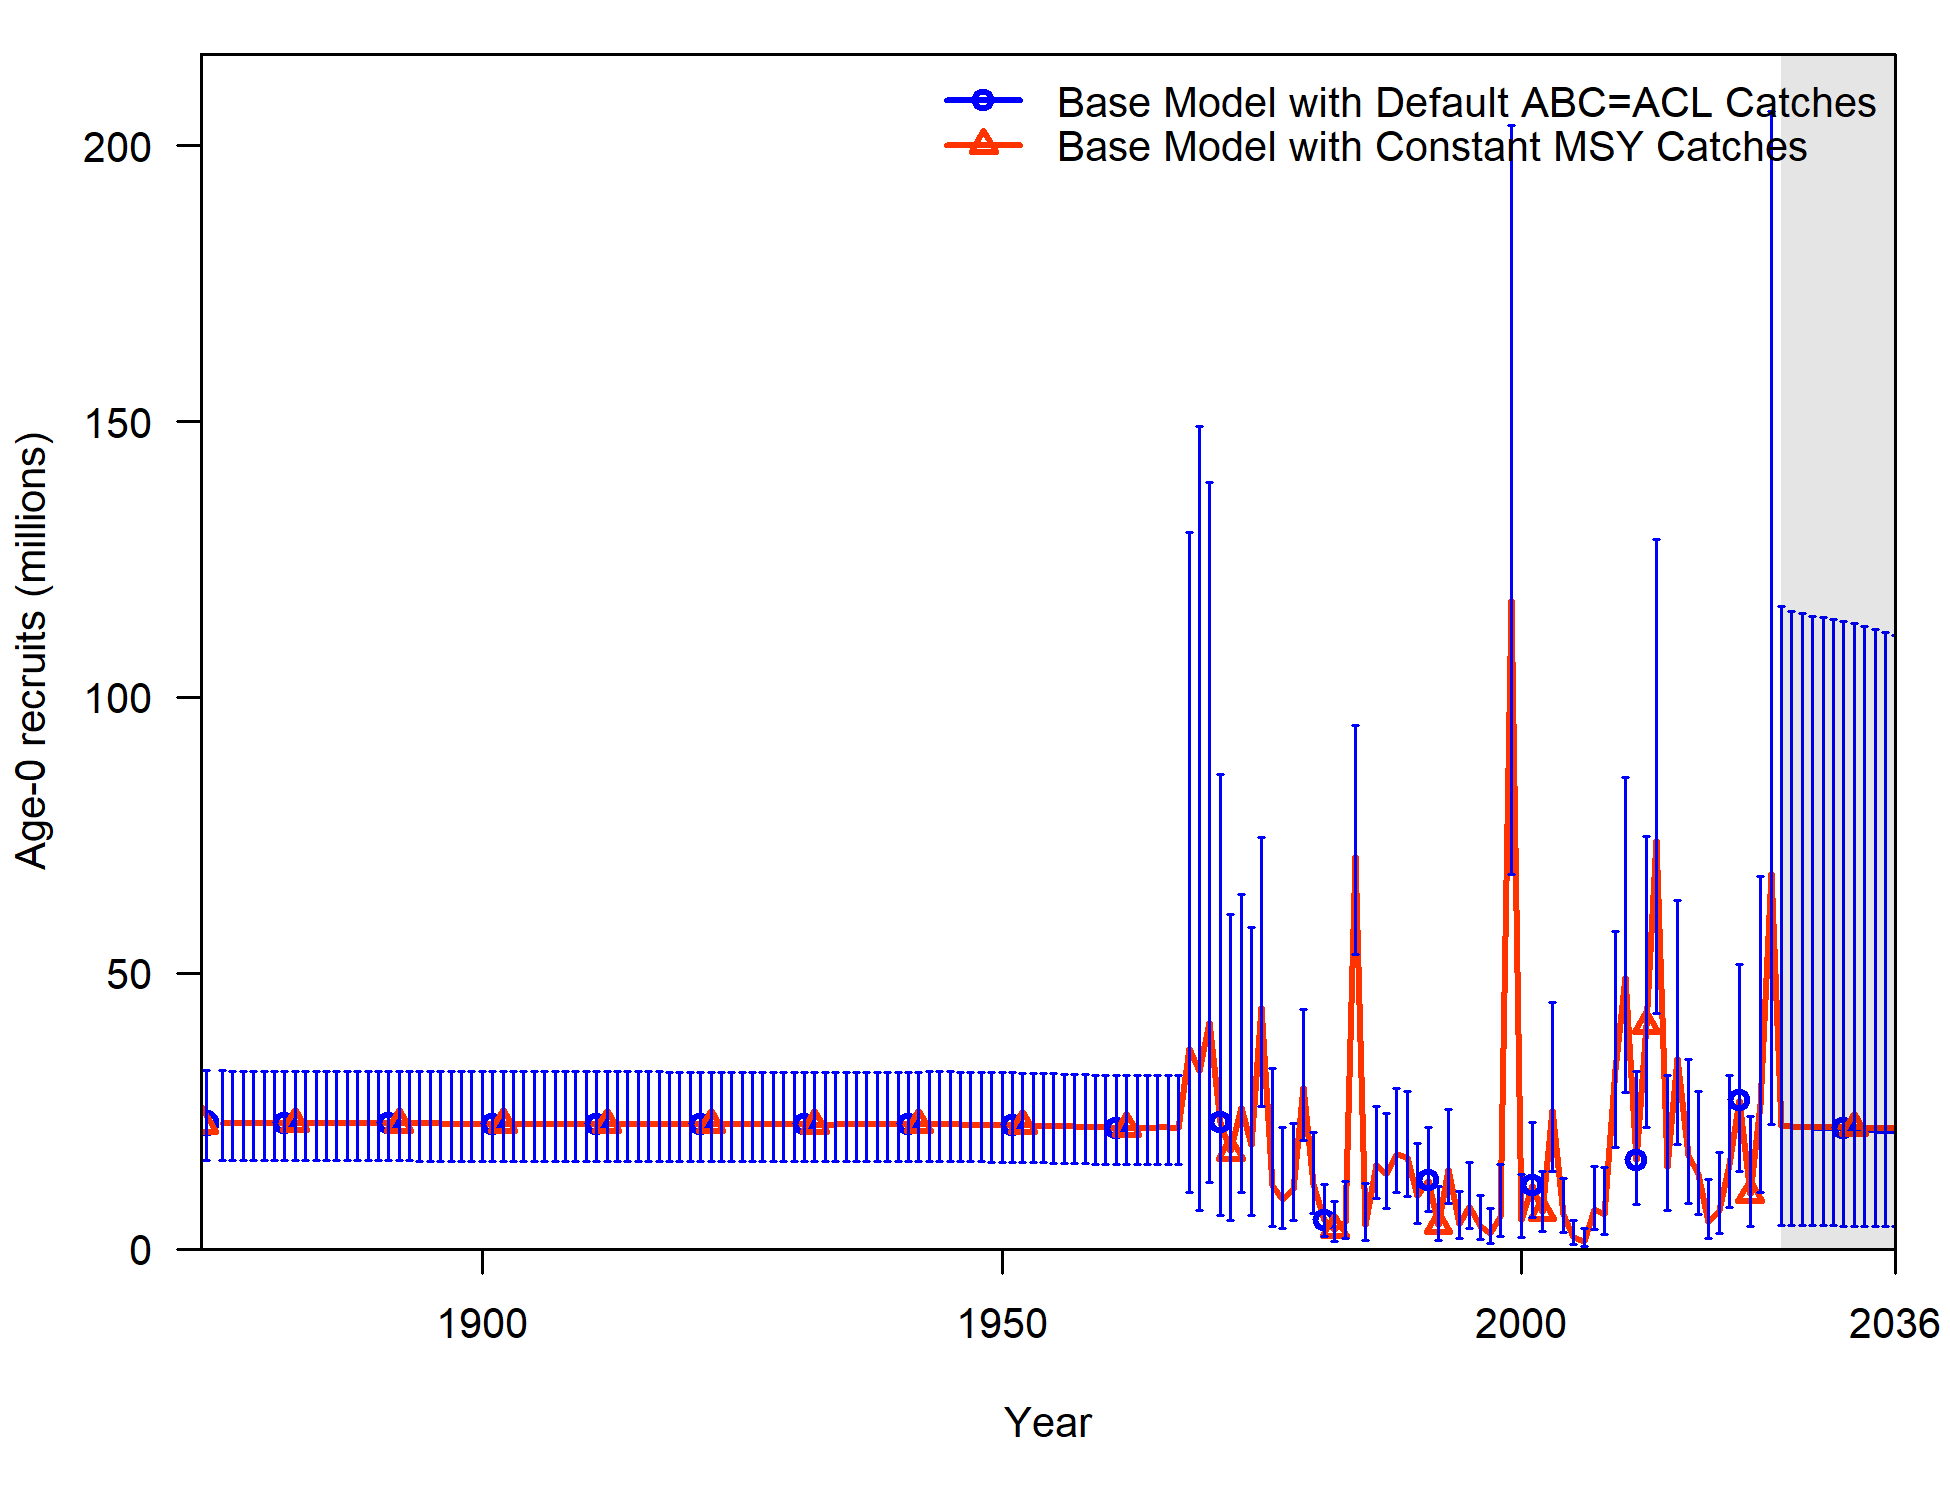 Base Model with Default ABC=ACL Catches
Base Model with Constant MSY Catches
200
150
100
50
0
Age-0 recruits (millions)
1900 1950 2000 2036
Year